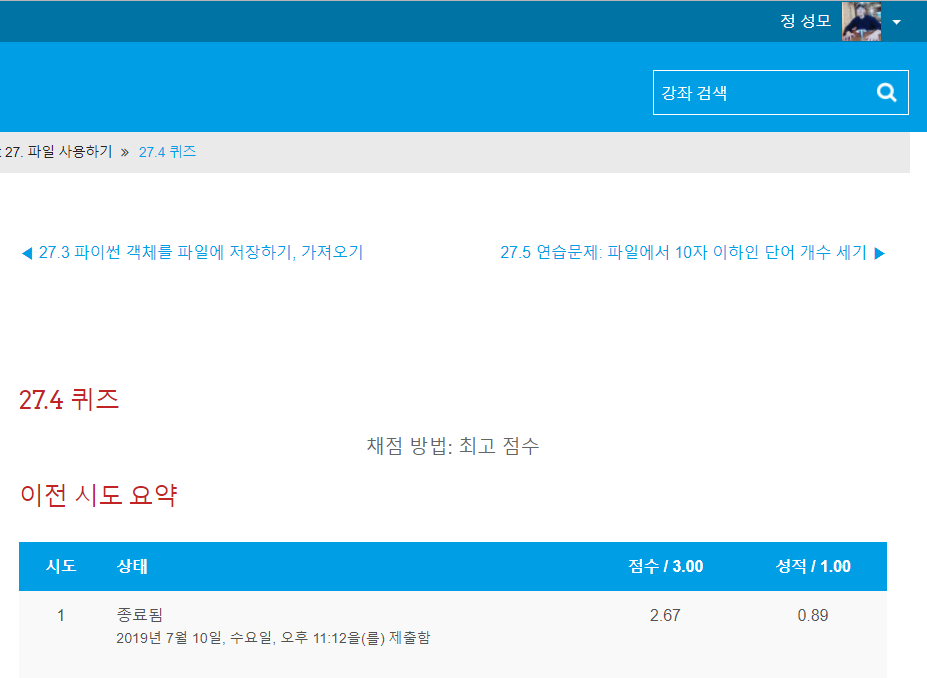 정 성모
강좌 검색
: 27. 파일 사용하기 » 27.4 퀴즈
◀ 27.3 파이썬 객체를 파일에 저장하기, 가져오기
27.5 연습문제: 파일에서 10자 이하인 단어 개수 세기 ▶
27.4 퀴즈
채점 방법: 최고 점수
이전 시도 요약
시도 상태 점수 / 3.00 성적 / 1.00
1 종료됨 2.67 0.89
2019년 7월 10일, 수요일, 오후 11:12을(를) 제출함